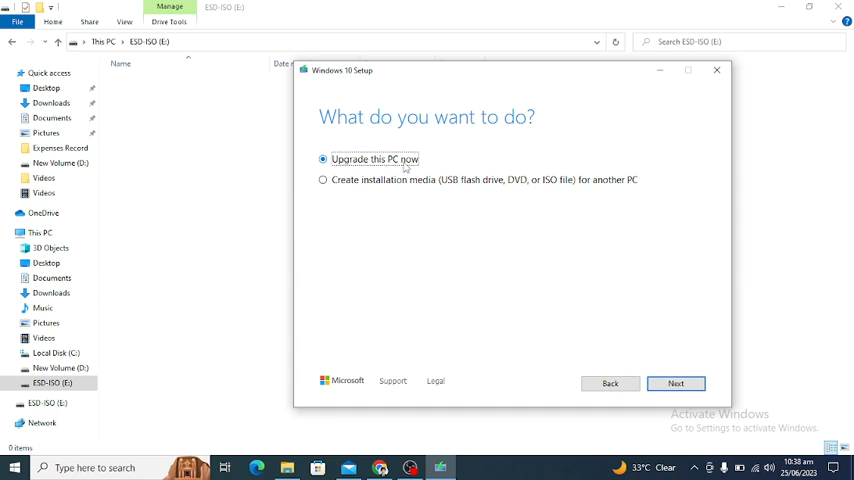 Manage
ESD-ISO (E:)
File Home Share View Drive Tools
This PC › ESD-ISO (E:)
Search ESD-ISO (E:)
Name
Date
Quick access
Desktop
Downloads
Documents
Pictures
Expenses Record
New Volume (D:)
Videos
Videos
OneDrive
This PC
3D Objects
Desktop
Documents
Downloads
Music
Pictures
Videos
Local Disk (C:)
New Volume (D:)
ESD-ISO (E:)
ESD-ISO (E:)
Network
0 items
Windows 10 Setup
What do you want to do?
Upgrade this PC now
Create installation media (USB flash drive, DVD, or ISO file) for another PC
Microsoft Support Legal
Back Next
Activate Windows
Go to Settings to activate Windows.
Type here to search
33°C Clear
10:38 am
25/06/2023